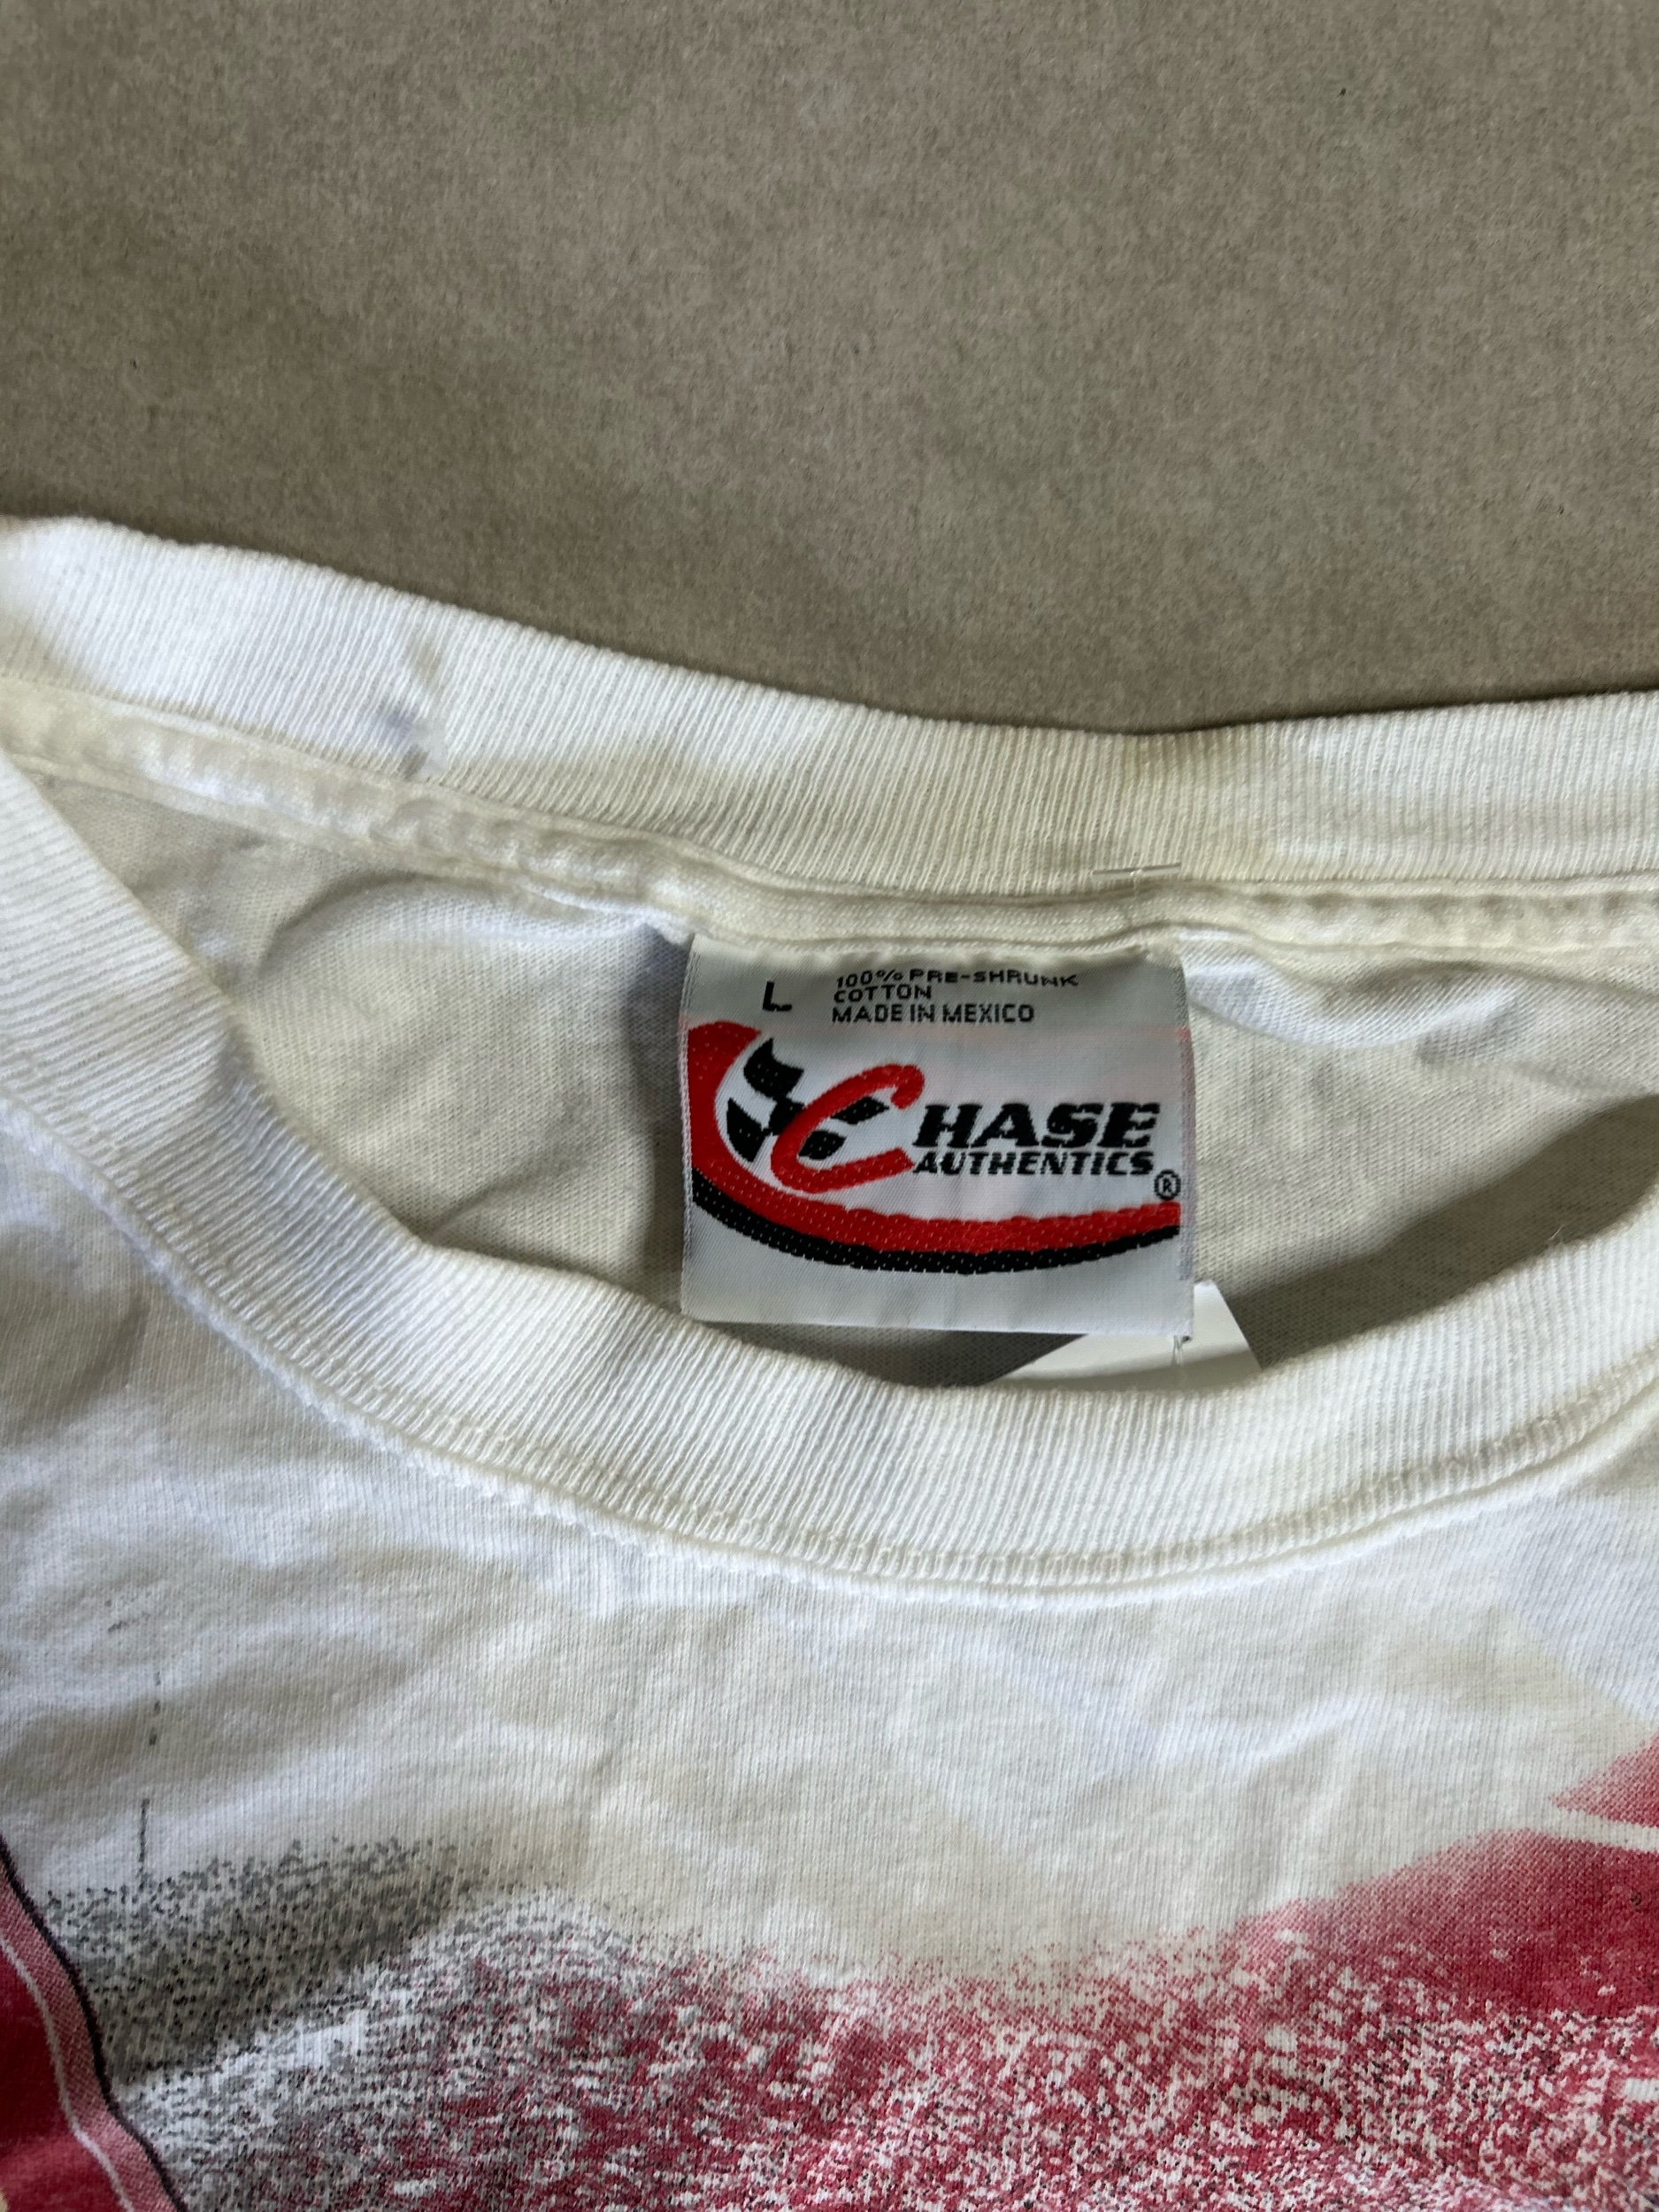 L
100% PRE-SHRUNK
COTTON
MADE IN MEXICO
CHASE
AUTHENTICS®